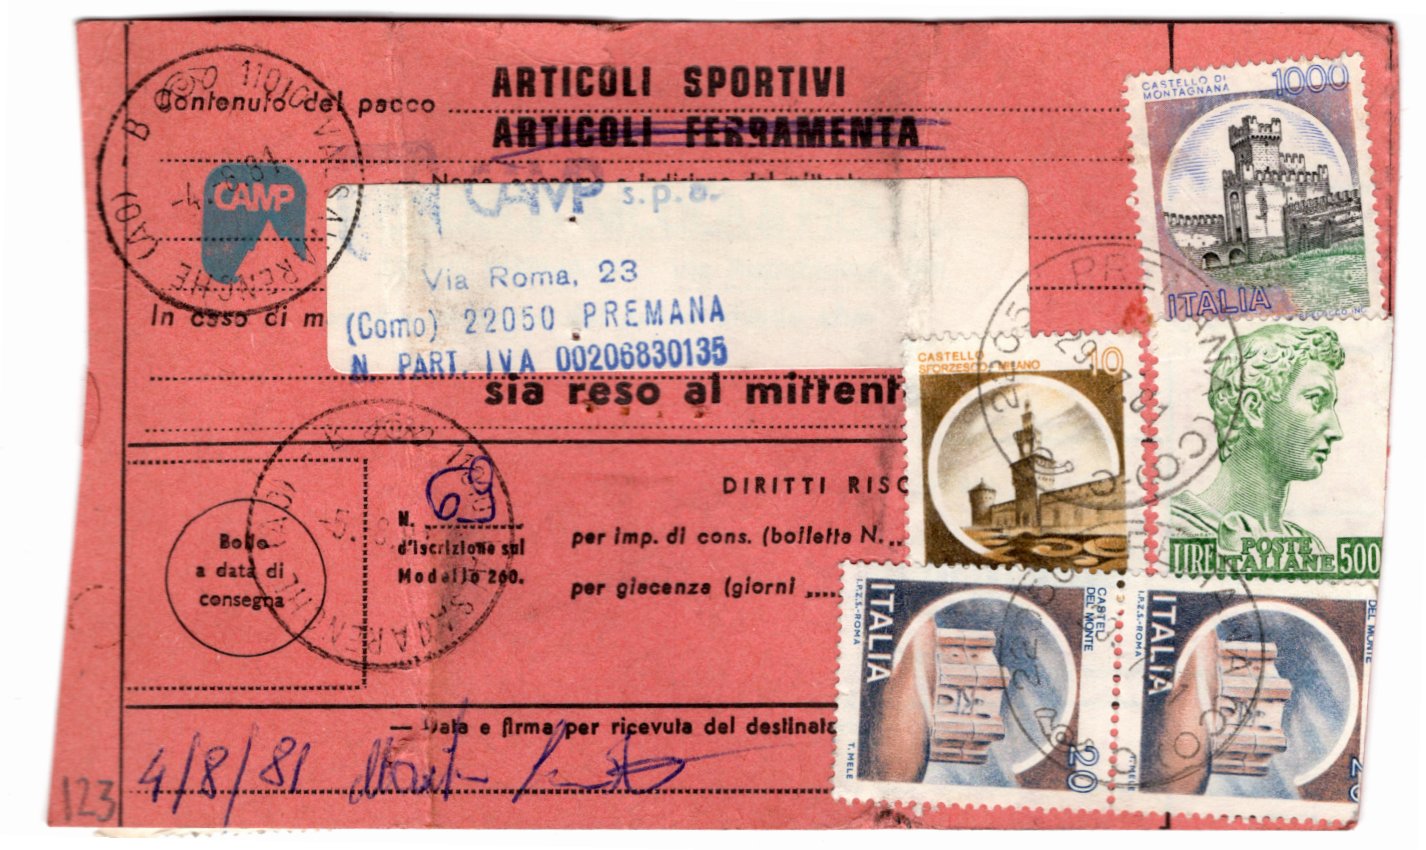 ARTICOLI SPORTIVI
Contenuto del pacco
ARTICOLI FERRAMENTA
CAMP
CAMP s.p.a.
Via Roma, 23
(Como) 22050 PREMANA
N. PART. IVA 00206830135
In caso di m
sia reso al mittent
DIRITTI RISC
N. 69
d'iscrizione sul
Modello 260.
per imp. di cons. (bolletta N.
per giacenza (giorni
Bollo
a data di
consegna
— Data e firma per ricevuta del destinata
4/8/81
123
CASTELLO DI
MONTAGNANA
1000
ITALIA
CASTELLO
SFORZESCO MILANO
10
LIRE POSTE
ITALIANE 500
ITALIA
I.P.Z.S.-ROMA
CASTEL
DEL MONTE
20
T. MELE
ITALIA
I.P.Z.S.-ROMA
DEL MONTE
20